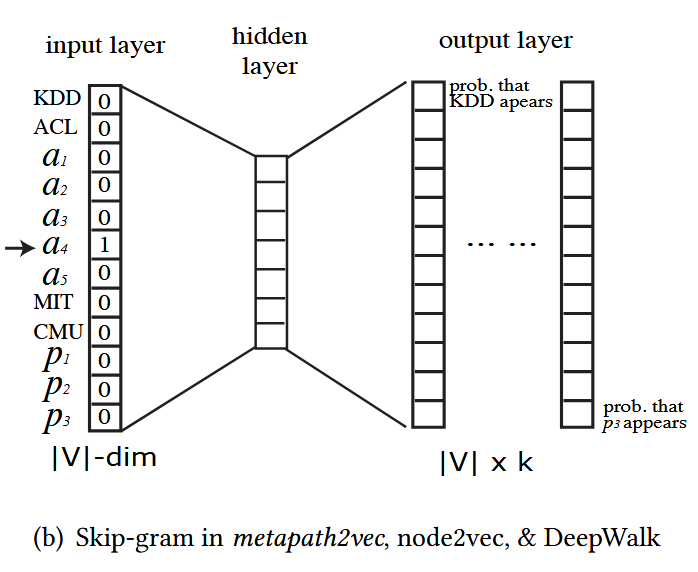 input layer
hidden
layer
output layer
KDD 0
ACL 0
a1 0
a2 0
a3 0
a4 1
a5 0
MIT 0
CMU 0
p1 0
p2 0
p3 0
|V|-dim
prob. that
KDD apears
... ...
prob. that
p3 appears
|V| x k
(b) Skip-gram in metapath2vec, node2vec, & DeepWalk